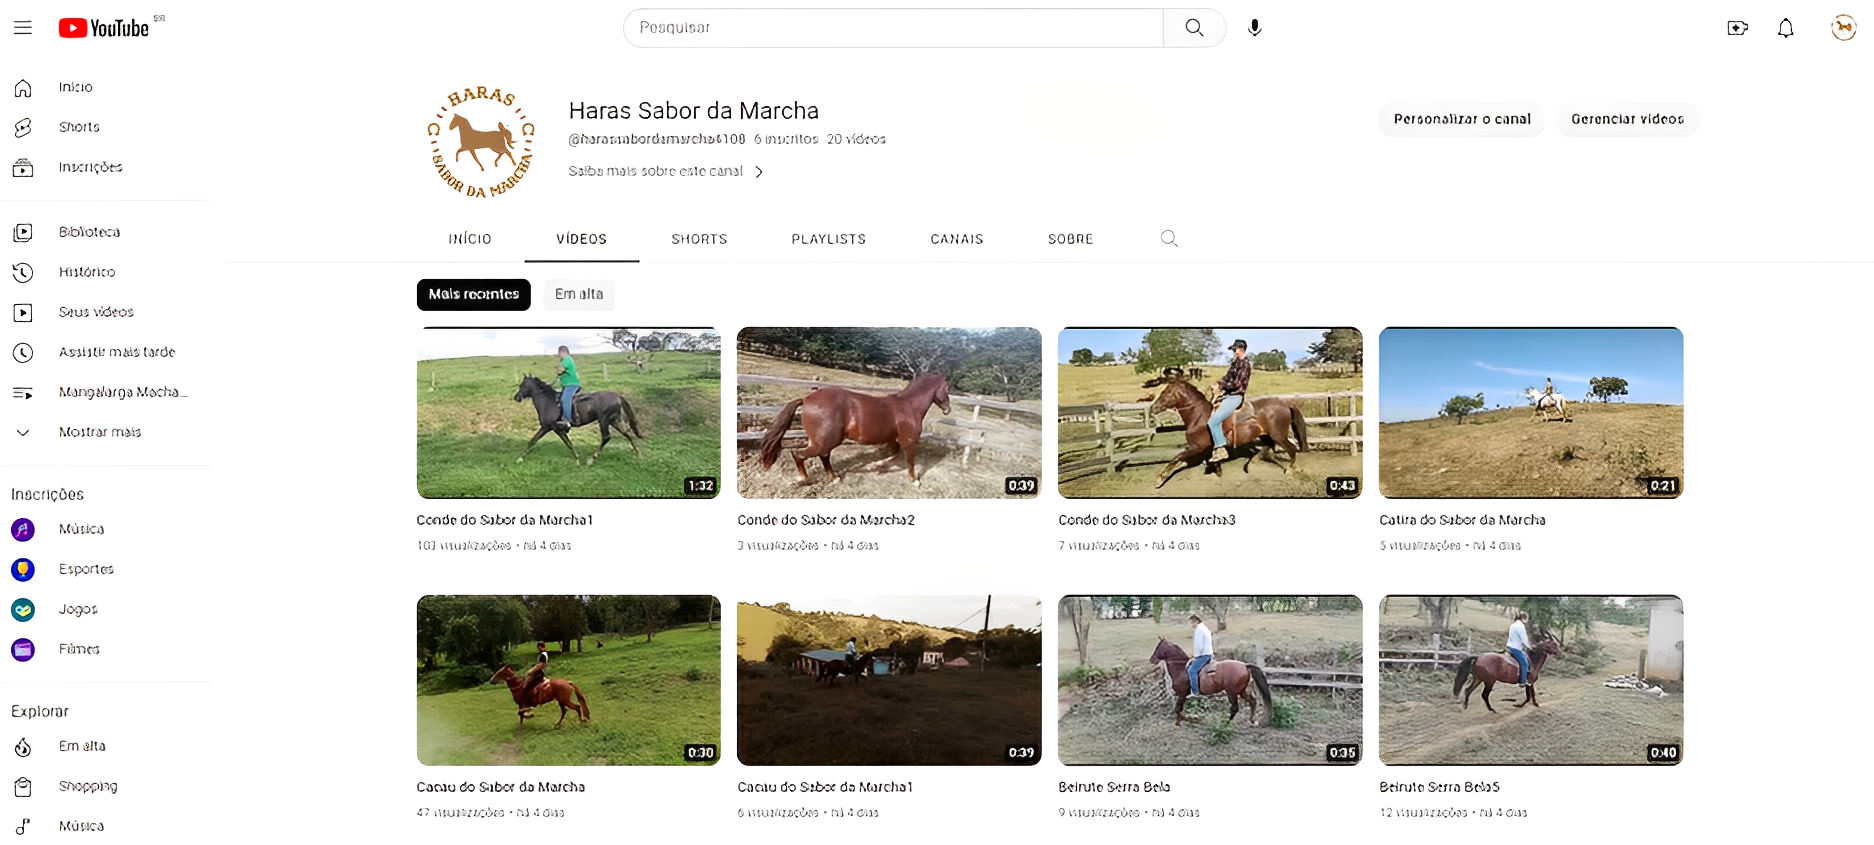 YouTube BR
Pesquisar
Início
Shorts
Inscrições
Biblioteca
Histórico
Seus vídeos
Assistir mais tarde
Mangalarga Macha...
Mostrar mais
Inscrições
Música
Esportes
Jogos
Filmes
Explorar
Em alta
Shopping
Música
HARAS
SABOR DA MARCHA
Haras Sabor da Marcha
@harassabordamarcha6108 6 inscritos 20 vídeos
Saiba mais sobre este canal
Personalizar o canal
Gerenciar vídeos
INÍCIO VÍDEOS SHORTS PLAYLISTS CANAIS SOBRE
Mais recentes Em alta
1:32
0:39
0:43
0:21
Conde do Sabor da Marcha1
103 visualizações • há 4 dias
Conde do Sabor da Marcha2
3 visualizações • há 4 dias
Conde do Sabor da Marcha3
7 visualizações • há 4 dias
Catira do Sabor da Marcha
5 visualizações • há 4 dias
0:30
0:39
0:35
0:40
Cacau do Sabor da Marcha
47 visualizações • há 4 dias
Cacau do Sabor da Marcha1
6 visualizações • há 4 dias
Beirute Serra Bela
9 visualizações • há 4 dias
Beirute Serra Bela5
12 visualizações • há 4 dias